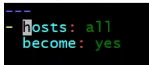 ---
- hosts: all
  become: yes